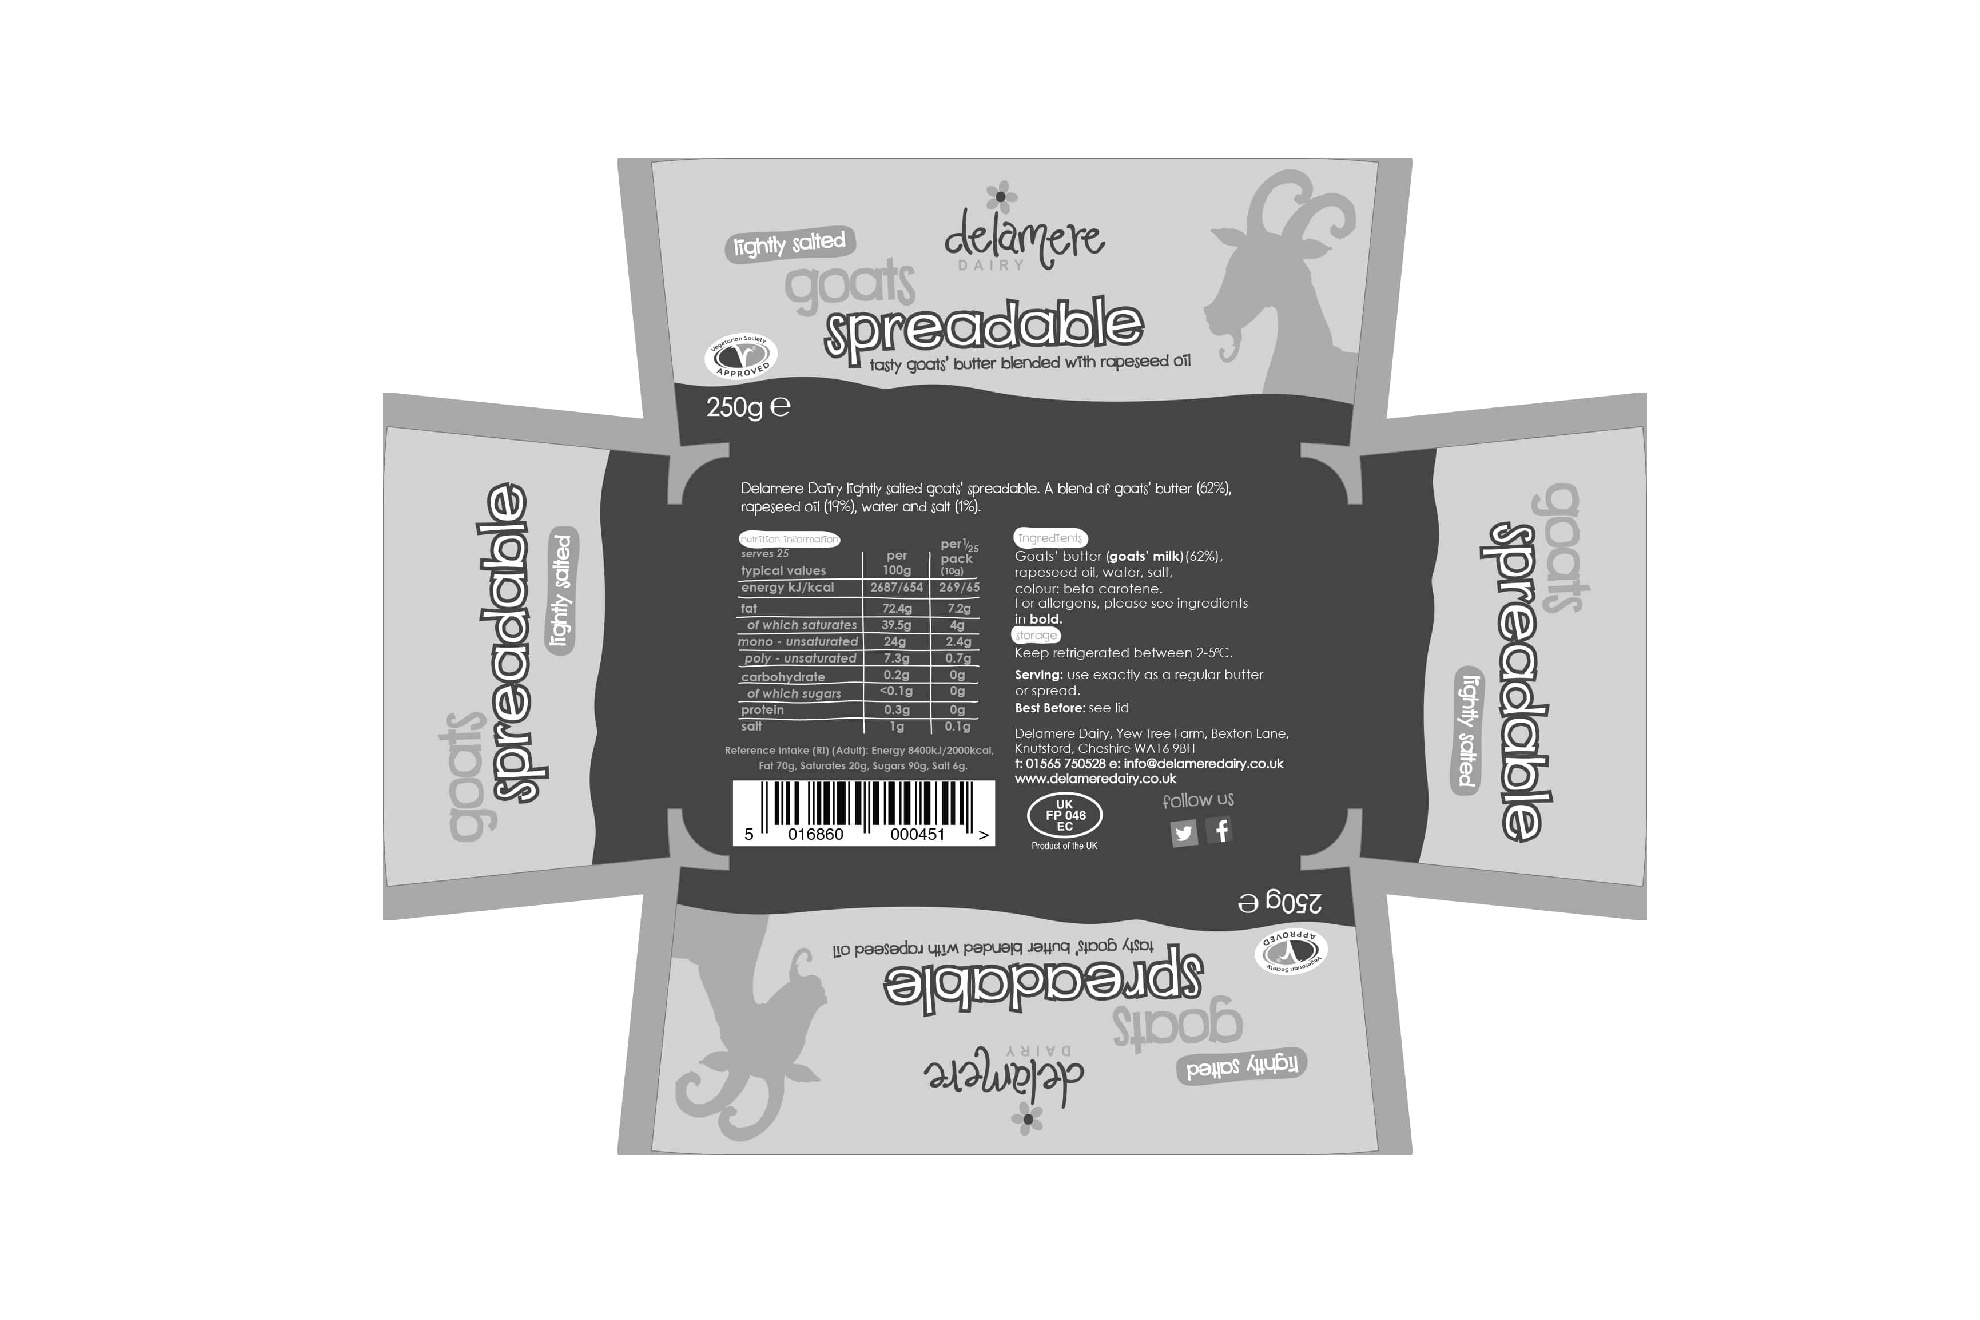 delamere
DAIRY
lightly salted
goats
spreadable
tasty goats' butter blended with rapeseed oil
Vegetarian Society
APPROVED
250g ℮
goats
spreadable
lightly salted
Delamere Dairy lightly salted goats' spreadable. A blend of goats' butter (62%),
rapeseed oil (19%), water and salt (1%).
nutrition information
serves 25
typical values per 100g per 1/25 pack (10g)
energy kJ/kcal 2687/654 269/65
fat 72.4g 7.2g
of which saturates 39.5g 4g
mono - unsaturated 24g 2.4g
poly - unsaturated 7.3g 0.7g
carbohydrate 0.2g 0g
of which sugars <0.1g 0g
protein 0.3g 0g
salt 1g 0.1g
Reference Intake (RI) (Adult): Energy 8400kJ/2000kcal,
Fat 70g, Saturates 20g, Sugars 90g, Salt 6g.
5 016860 000451 >
ingredients
Goats' butter (goats' milk) (62%),
rapeseed oil, water, salt,
colour: beta carotene.
For allergens, please see ingredients
in bold.
storage
Keep refrigerated between 2-5°C.
Serving: use exactly as a regular butter
or spread.
Best Before: see lid
Delamere Dairy, Yew Tree Farm, Bexton Lane,
Knutsford, Cheshire WA16 9BH
t: 01565 750528 e: info@delameredairy.co.uk
www.delameredairy.co.uk
UK
FP 046
EC
Product of the UK
follow us
goats
spreadable
lightly salted
250g ℮
Vegetarian Society
APPROVED
tasty goats' butter blended with rapeseed oil
spreadable
goats
lightly salted
delamere
DAIRY